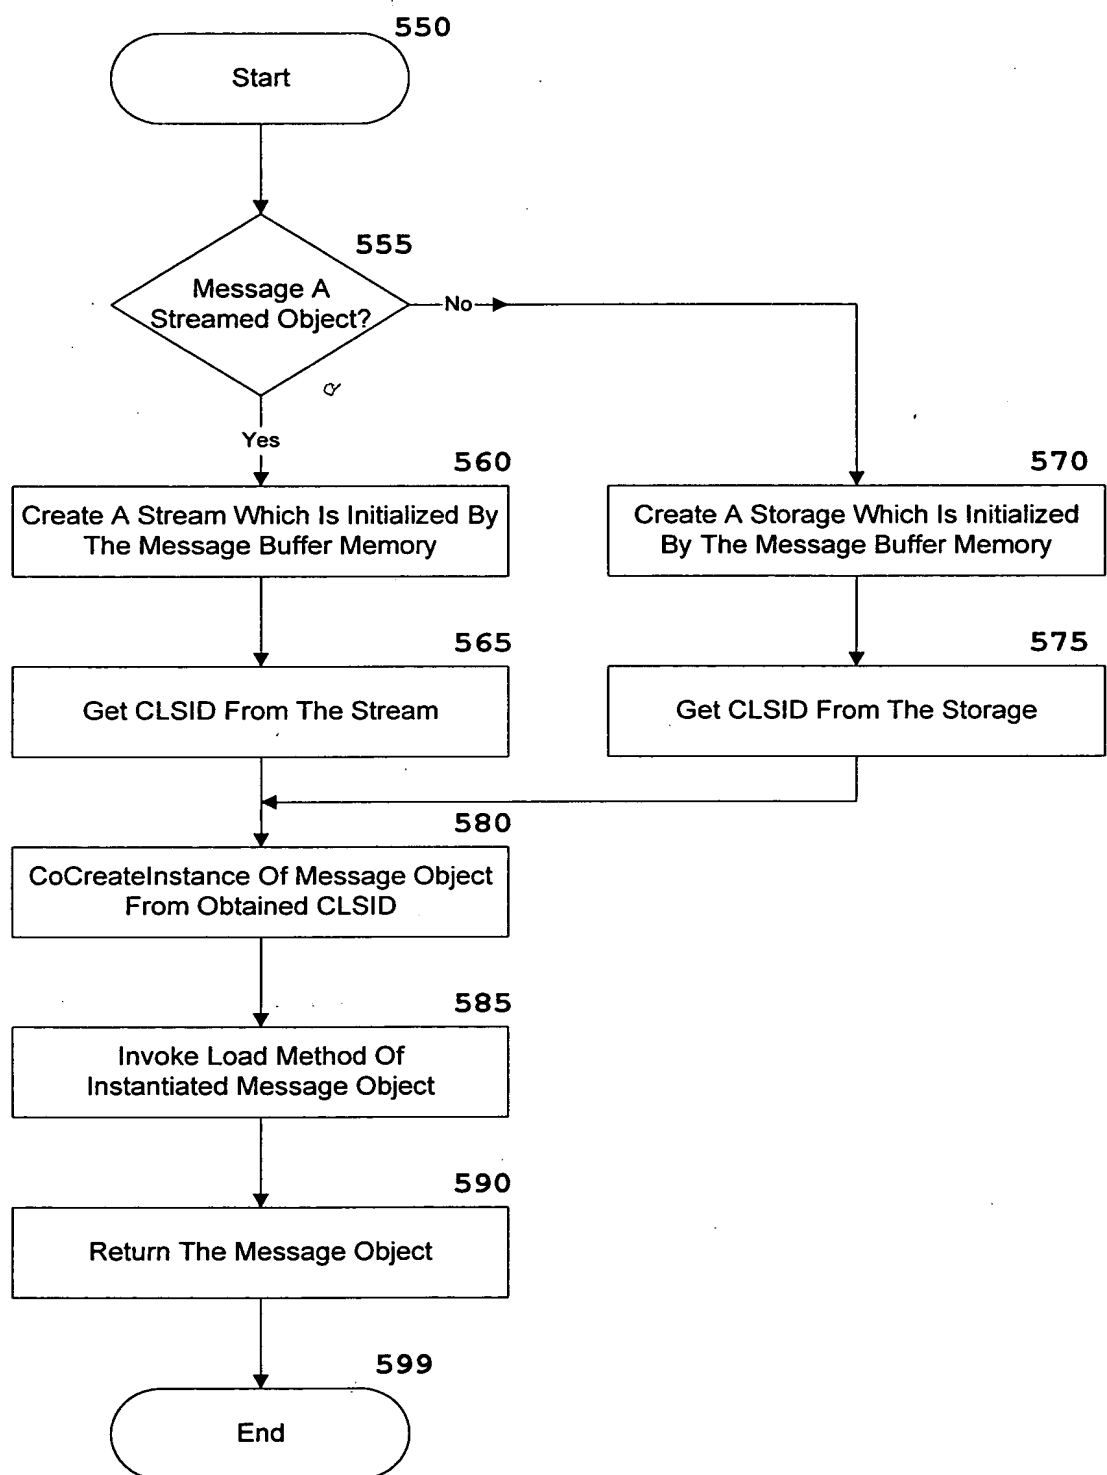 550
Start
555
Message A
Streamed Object?
No
Yes
560
Create A Stream Which Is Initialized By
The Message Buffer Memory
570
Create A Storage Which Is Initialized
By The Message Buffer Memory
565
Get CLSID From The Stream
575
Get CLSID From The Storage
580
CoCreateInstance Of Message Object
From Obtained CLSID
585
Invoke Load Method Of
Instantiated Message Object
590
Return The Message Object
599
End